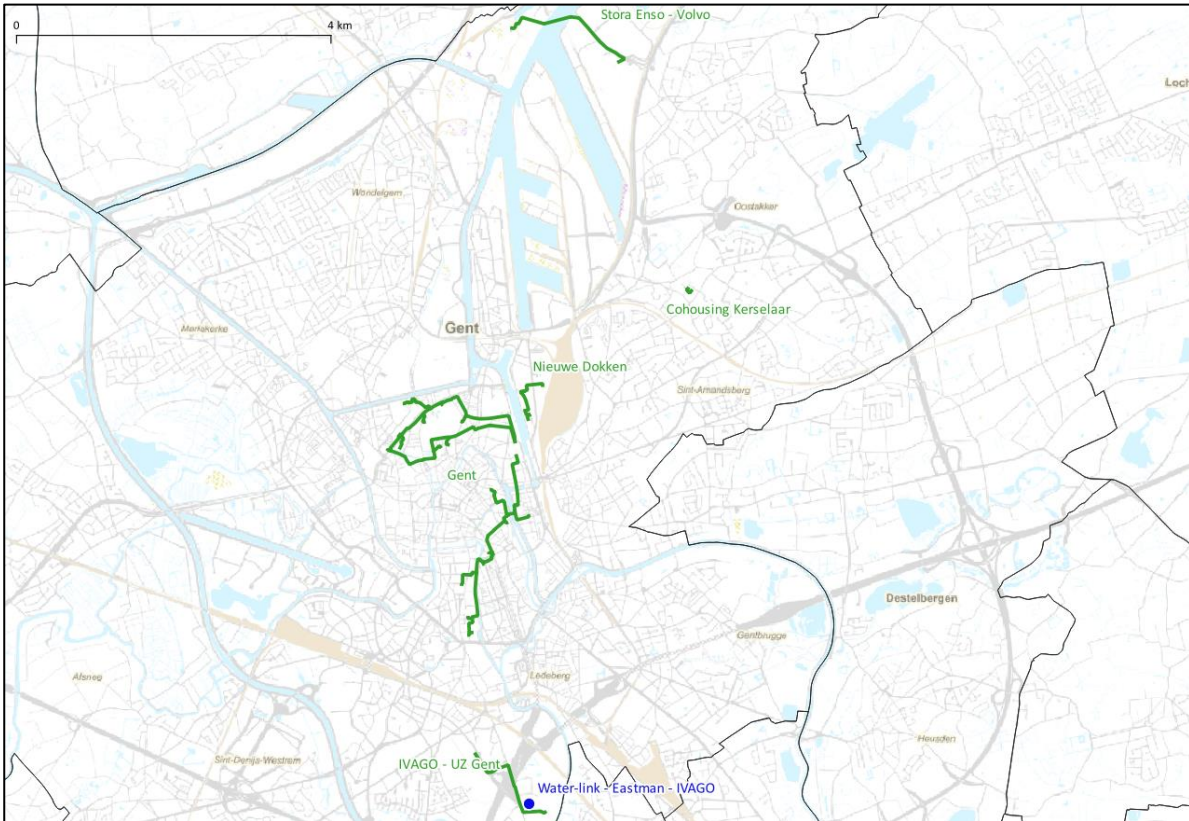 Stora Enso - Volvo
0 4 km
Loch
Wondelgem
Oostakker
Cohousing Kerselaar
Gent
Mariakerke
Nieuwe Dokken
Sint-Amandsberg
Gent
Destelbergen
Gentbrugge
Ledeberg
Afsnee
Heusden
Sint-Denijs-Westrem
IVAGO - UZ Gent
Water-link - Eastman - IVAGO